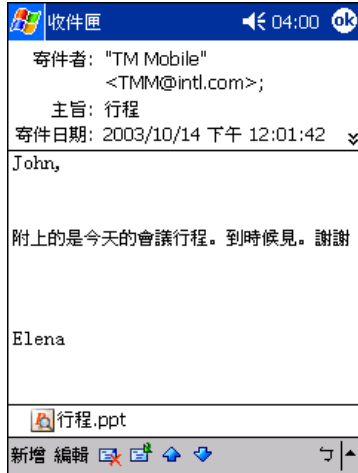 收件匣 04:00 ok
寄件者: "TM Mobile"
<TMM@intl.com>;
主旨: 行程
寄件日期: 2003/10/14 下午 12:01:42
John,
附上的是今天的會議行程。到時候見。謝謝
Elena
行程.ppt
新增 編輯 ㄅ